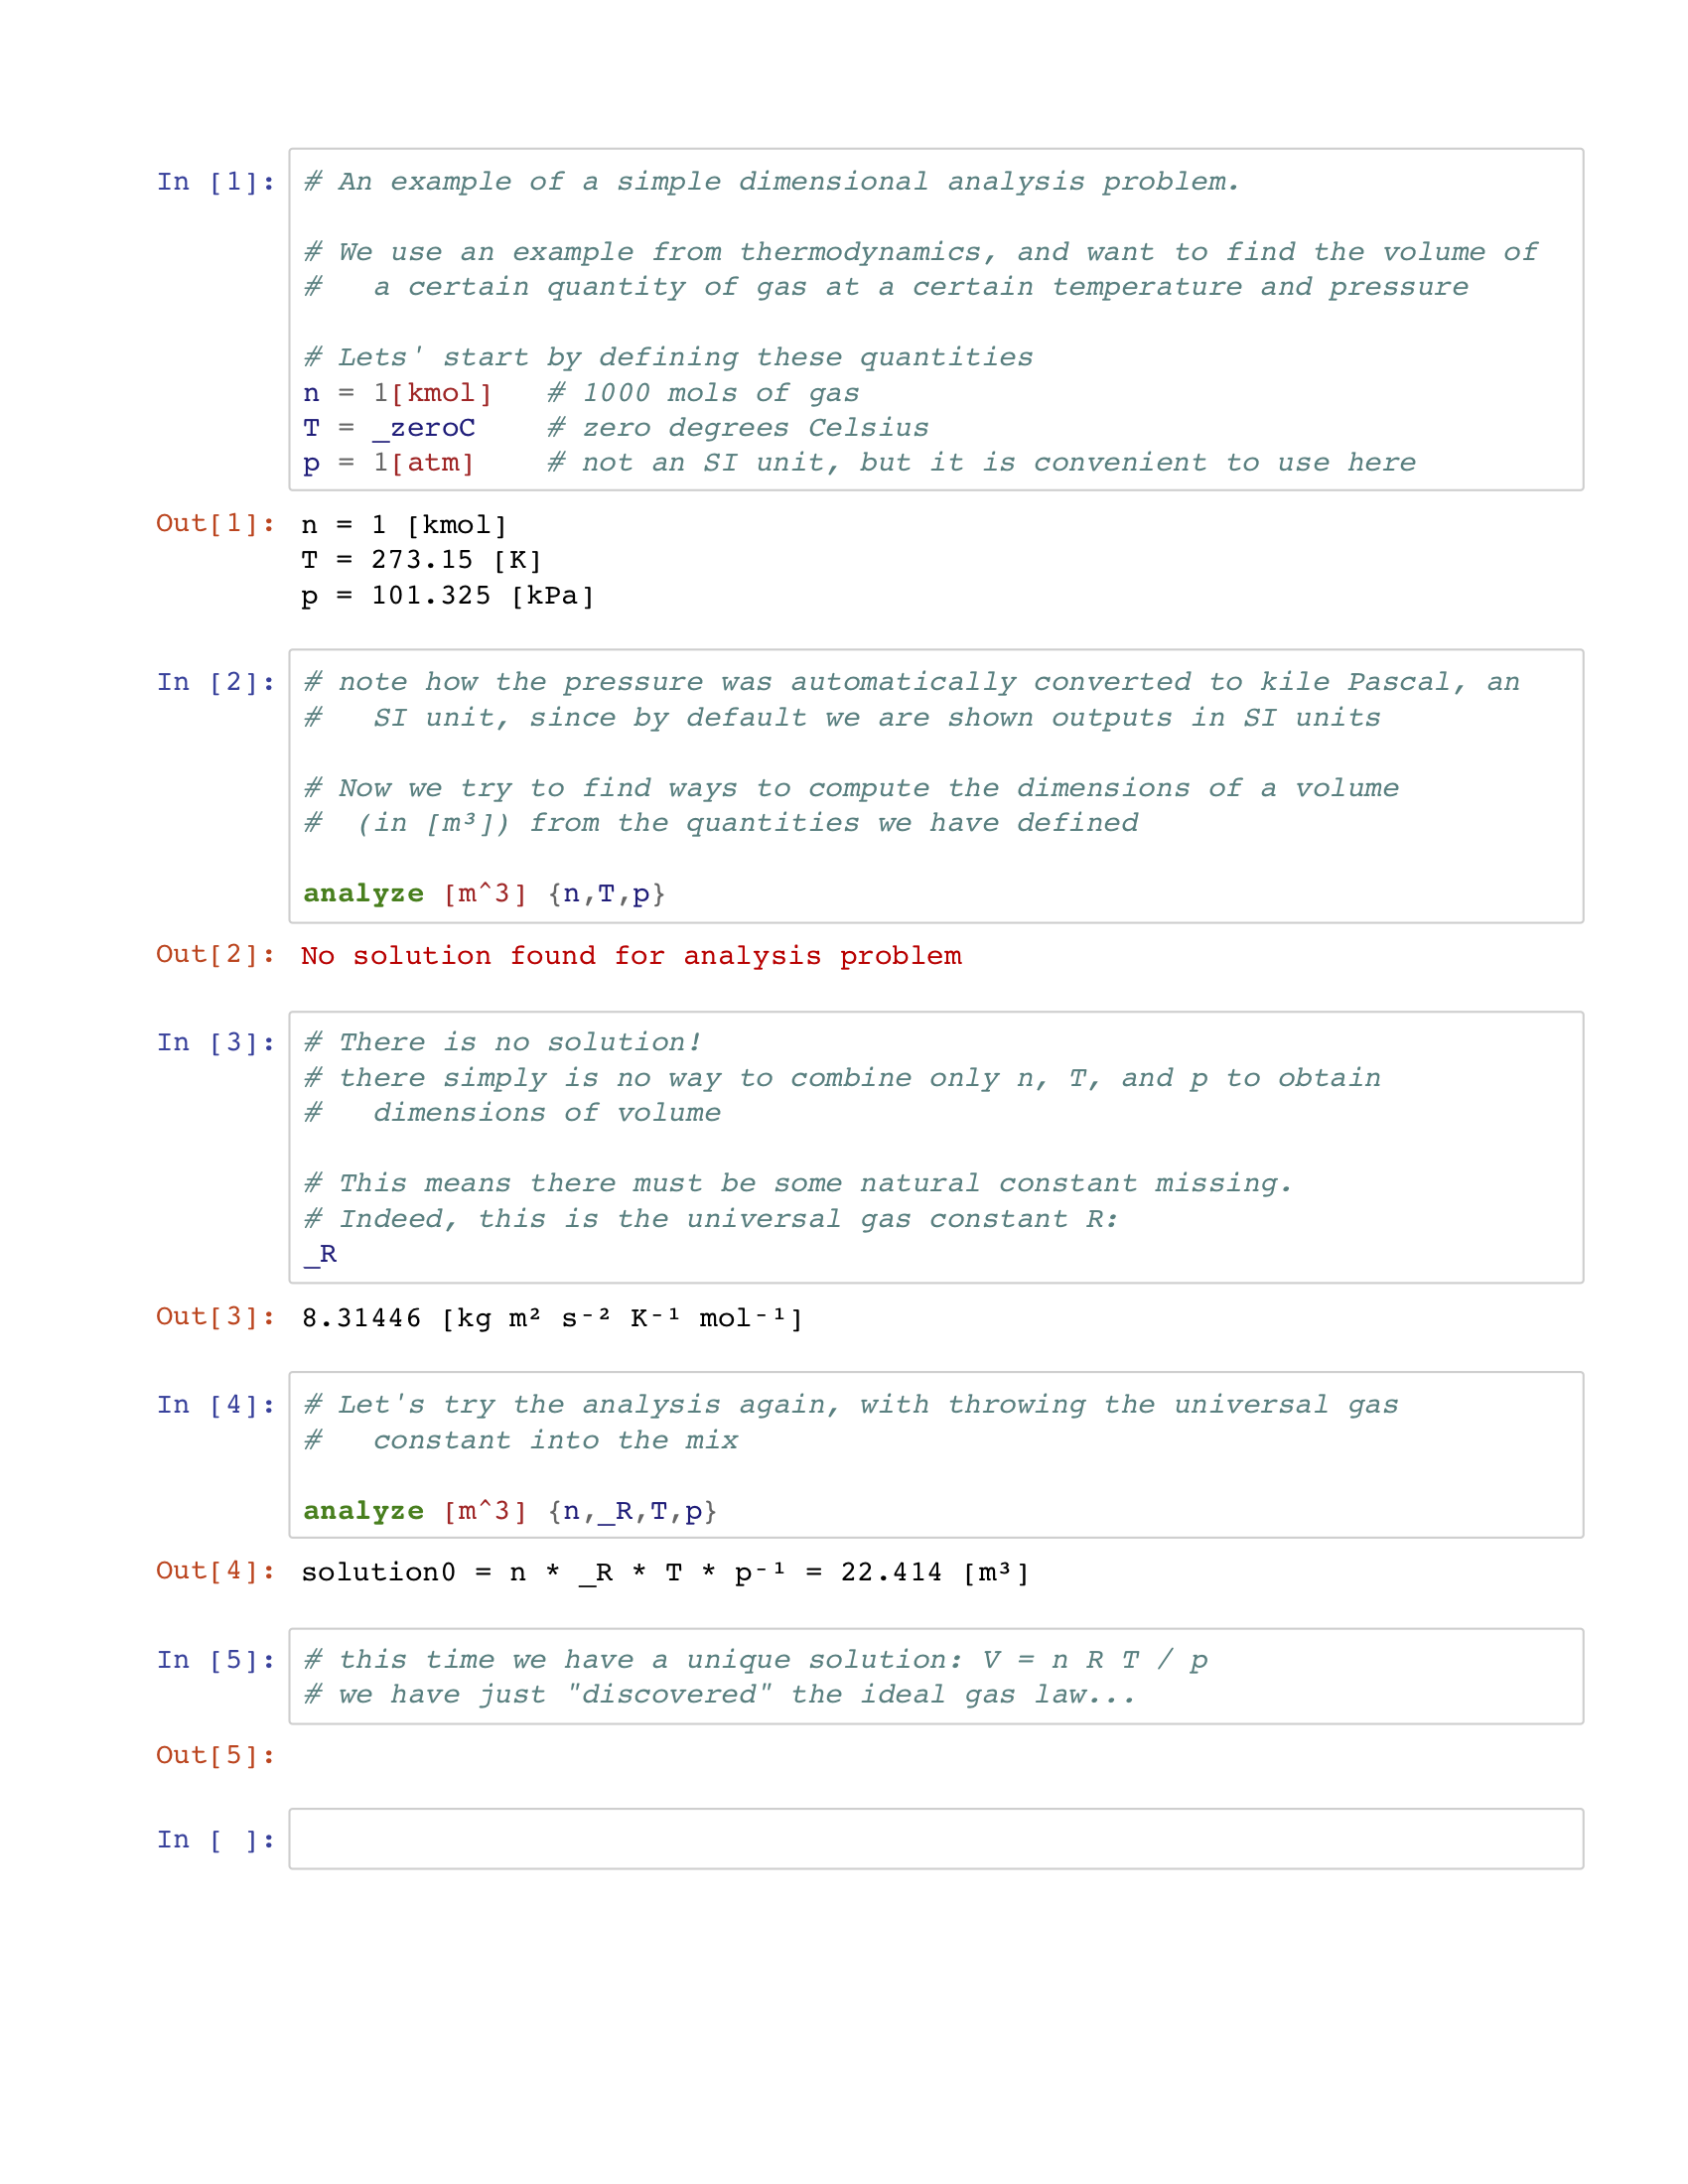 In [1]: # An example of a simple dimensional analysis problem.
# We use an example from thermodynamics, and want to find the volume of
#   a certain quantity of gas at a certain temperature and pressure
# Lets' start by defining these quantities
n = 1[kmol]   # 1000 mols of gas
T = _zeroC    # zero degrees Celsius
p = 1[atm]    # not an SI unit, but it is convenient to use here
Out[1]: n = 1 [kmol]
T = 273.15 [K]
p = 101.325 [kPa]
In [2]: # note how the pressure was automatically converted to kile Pascal, an
#   SI unit, since by default we are shown outputs in SI units
# Now we try to find ways to compute the dimensions of a volume
#  (in [m³]) from the quantities we have defined
analyze [m^3] {n,T,p}
Out[2]: No solution found for analysis problem
In [3]: # There is no solution!
# there simply is no way to combine only n, T, and p to obtain
#   dimensions of volume
# This means there must be some natural constant missing.
# Indeed, this is the universal gas constant R:
_R
Out[3]: 8.31446 [kg m² s⁻² K⁻¹ mol⁻¹]
In [4]: # Let's try the analysis again, with throwing the universal gas
#   constant into the mix
analyze [m^3] {n,_R,T,p}
Out[4]: solution0 = n * _R * T * p⁻¹ = 22.414 [m³]
In [5]: # this time we have a unique solution: V = n R T / p
# we have just "discovered" the ideal gas law...
Out[5]:
In [ ]: